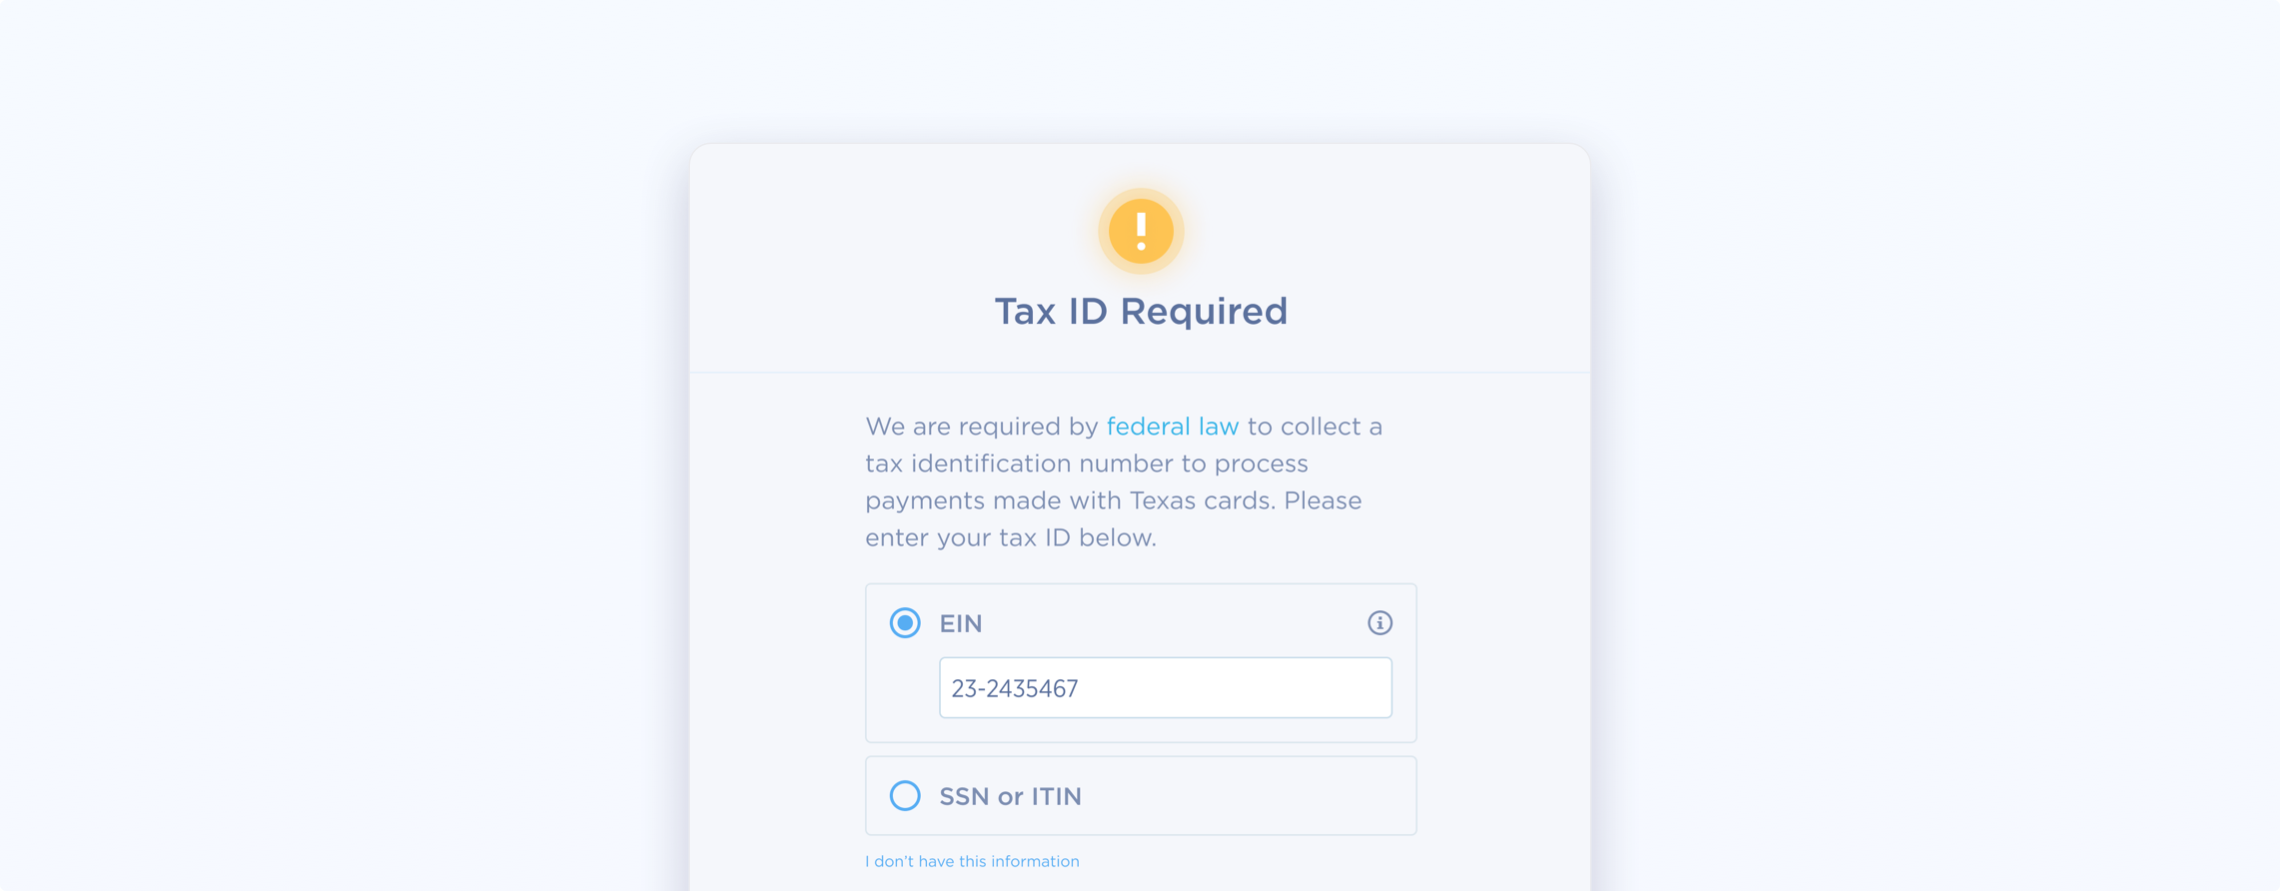 Tax ID Required
We are required by federal law to collect a
tax identification number to process
payments made with Texas cards. Please
enter your tax ID below.
EIN
23-2435467
SSN or ITIN
I don't have this information